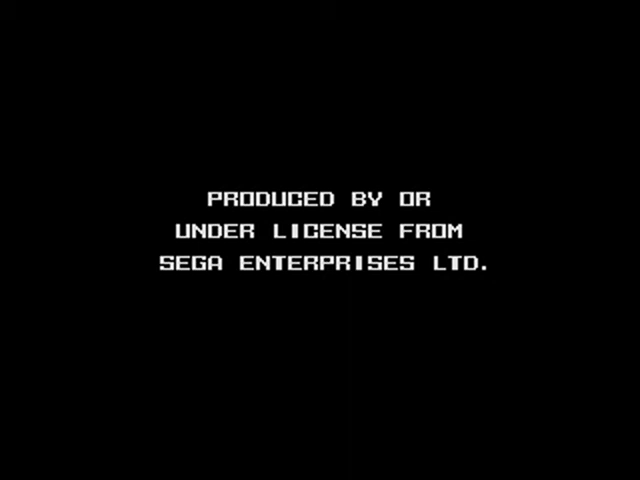 PRODUCED BY OR
UNDER LICENSE FROM
SEGA ENTERPRISES LTD.